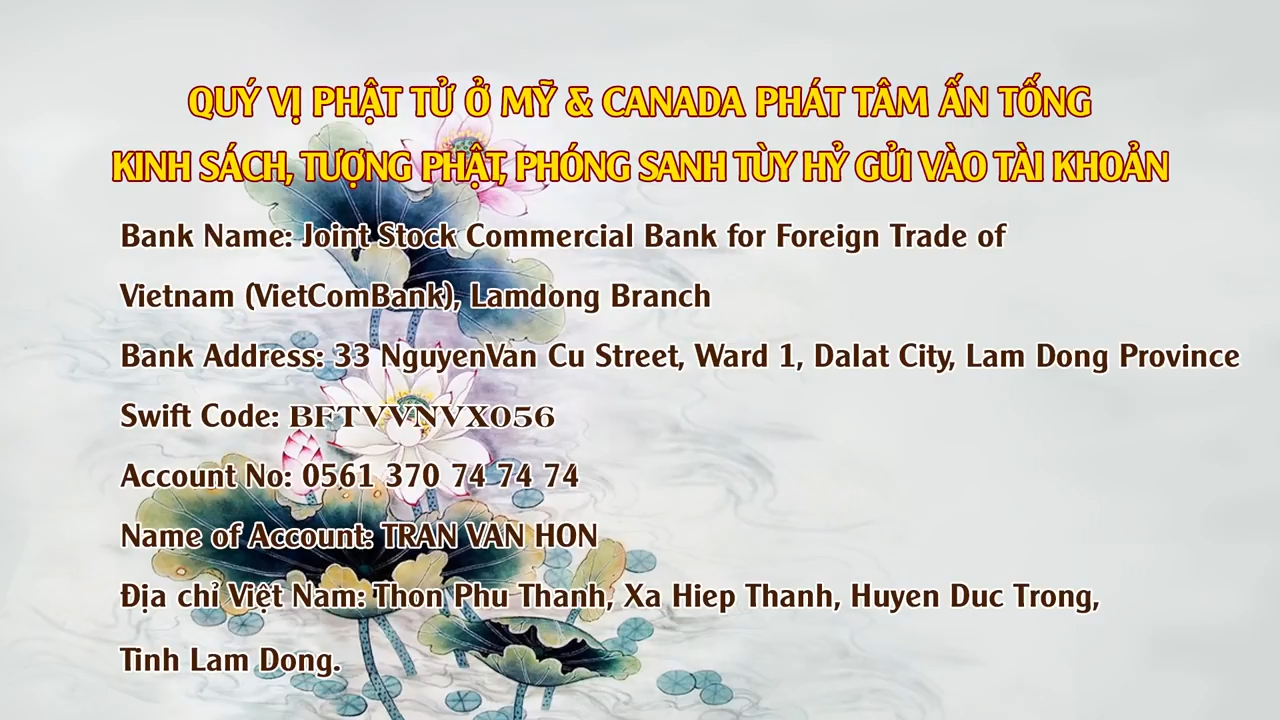 QUÝ VỊ PHẬT TỬ Ở MỸ & CANADA PHÁT TÂM ẤN TỐNG
KINH SÁCH, TƯỢNG PHẬT, PHÓNG SANH TÙY HỶ GỬI VÀO TÀI KHOẢN
Bank Name: Joint Stock Commercial Bank for Foreign Trade of
Vietnam (VietComBank), Lamdong Branch
Bank Address: 33 NguyenVan Cu Street, Ward 1, Dalat City, Lam Dong Province
Swift Code: BFTVVNVX056
Account No: 0561 370 74 74 74
Name of Account: TRAN VAN HON
Địa chỉ Việt Nam: Thon Phu Thanh, Xa Hiep Thanh, Huyen Duc Trong,
Tinh Lam Dong.